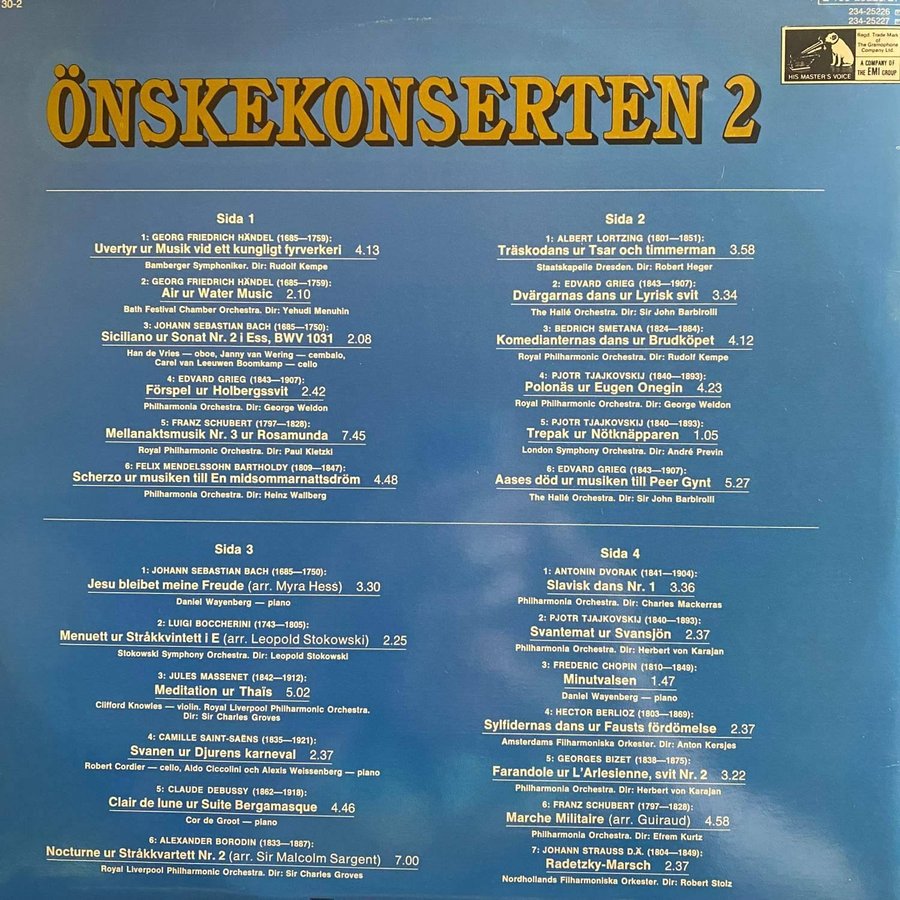 30-2
234-25226
234-25227
HIS MASTER'S VOICE
Regd. Trade Mark
of
The Gramophone
Company Ltd.
A COMPANY OF
THE EMI GROUP
ÖNSKEKONSERTEN 2
Sida 1
1: GEORG FRIEDRICH HÄNDEL (1685—1759):
Uvertyr ur Musik vid ett kungligt fyrverkeri 4.13
Bamberger Symphoniker. Dir: Rudolf Kempe
2: GEORG FRIEDRICH HÄNDEL (1685—1759):
Air ur Water Music 2.10
Bath Festival Chamber Orchestra. Dir: Yehudi Menuhin
3: JOHANN SEBASTIAN BACH (1685—1750):
Siciliano ur Sonat Nr. 2 i Ess, BWV 1031 2.08
Han de Vries — oboe, Janny van Wering — cembalo,
Carel van Leeuwen Boomkamp — cello
4: EDVARD GRIEG (1843—1907):
Förspel ur Holbergssvit 2.42
Philharmonia Orchestra. Dir: George Weldon
5: FRANZ SCHUBERT (1797—1828):
Mellanaktsmusik Nr. 3 ur Rosamunda 7.45
Royal Philharmonic Orchestra. Dir: Paul Kletzki
6: FELIX MENDELSSOHN BARTHOLDY (1809—1847):
Scherzo ur musiken till En midsommarnattsdröm 4.48
Philharmonia Orchestra. Dir: Heinz Wallberg
Sida 2
1: ALBERT LORTZING (1801—1851):
Träskodans ur Tsar och timmerman 3.58
Staatskapelle Dresden. Dir: Robert Heger
2: EDVARD GRIEG (1843—1907):
Dvärgarnas dans ur Lyrisk svit 3.34
The Hallé Orchestra. Dir: Sir John Barbirolli
3: BEDRICH SMETANA (1824—1884):
Komedianternas dans ur Brudköpet 4.12
Royal Philharmonic Orchestra. Dir: Rudolf Kempe
4: PJOTR TJAJKOVSKIJ (1840—1893):
Polonäs ur Eugen Onegin 4.23
Royal Philharmonic Orchestra. Dir: George Weldon
5: PJOTR TJAJKOVSKIJ (1840—1893):
Trepak ur Nötknäpparen 1.05
London Symphony Orchestra. Dir: André Previn
6: EDVARD GRIEG (1843—1907):
Aases död ur musiken till Peer Gynt 5.27
The Hallé Orchestra. Dir: Sir John Barbirolli
Sida 3
1: JOHANN SEBASTIAN BACH (1685—1750):
Jesu bleibet meine Freude (arr. Myra Hess) 3.30
Daniel Wayenberg — piano
2: LUIGI BOCCHERINI (1743—1805):
Menuett ur Stråkkvintett i E (arr. Leopold Stokowski) 2.25
Stokowski Symphony Orchestra. Dir: Leopold Stokowski
3: JULES MASSENET (1842—1912):
Meditation ur Thaïs 5.02
Clifford Knowles — violin. Royal Liverpool Philharmonic Orchestra.
Dir: Sir Charles Groves
4: CAMILLE SAINT-SAËNS (1835—1921):
Svanen ur Djurens karneval 2.37
Robert Cordier — cello, Aldo Ciccolini och Alexis Weissenberg — piano
5: CLAUDE DEBUSSY (1862—1918):
Clair de lune ur Suite Bergamasque 4.46
Cor de Groot — piano
6: ALEXANDER BORODIN (1833—1887):
Nocturne ur Stråkkvartett Nr. 2 (arr. Sir Malcolm Sargent) 7.00
Royal Liverpool Philharmonic Orchestra. Dir: Sir Charles Groves
Sida 4
1: ANTONIN DVORAK (1841—1904):
Slavisk dans Nr. 1 3.36
Philharmonia Orchestra. Dir: Charles Mackerras
2: PJOTR TJAJKOVSKIJ (1840—1893):
Svantemat ur Svansjön 2.37
Philharmonia Orchestra. Dir: Herbert von Karajan
3: FREDERIC CHOPIN (1810—1849):
Minutvalsen 1.47
Daniel Wayenberg — piano
4: HECTOR BERLIOZ (1803—1869):
Sylfidernas dans ur Fausts fördömelse 2.37
Amsterdams Filharmoniska Orkester. Dir: Anton Kersjes
5: GEORGES BIZET (1838—1875):
Farandole ur L'Arlesienne, svit Nr. 2 3.22
Philharmonia Orchestra. Dir: Herbert von Karajan
6: FRANZ SCHUBERT (1797—1828):
Marche Militaire (arr. Guiraud) 4.58
Philharmonia Orchestra. Dir: Efrem Kurtz
7: JOHANN STRAUSS D.Ä. (1804—1849):
Radetzky-Marsch 2.37
Nordhollands Filharmoniska Orkester. Dir: Robert Stolz